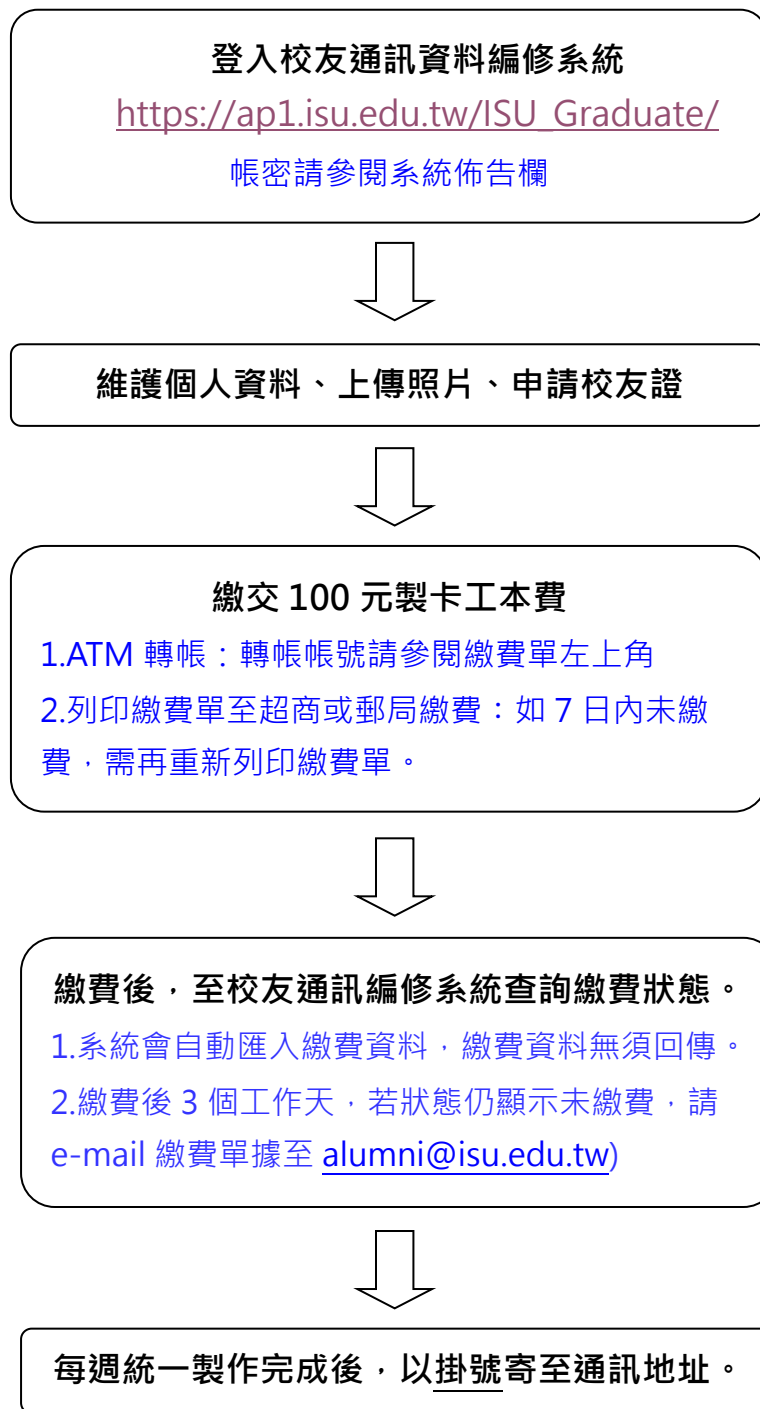 登入校友通訊資料編修系統
https://ap1.isu.edu.tw/ISU_Graduate/
帳密請參閱系統佈告欄
維護個人資料、上傳照片、申請校友證
繳交 100 元製卡工本費
1.ATM 轉帳：轉帳帳號請參閱繳費單左上角
2.列印繳費單至超商或郵局繳費：如 7 日內未繳
費，需再重新列印繳費單。
繳費後，至校友通訊編修系統查詢繳費狀態。
1.系統會自動匯入繳費資料，繳費資料無須回傳。
2.繳費後 3 個工作天，若狀態仍顯示未繳費，請
e-mail 繳費單據至 alumni@isu.edu.tw)
每週統一製作完成後，以掛號寄至通訊地址。